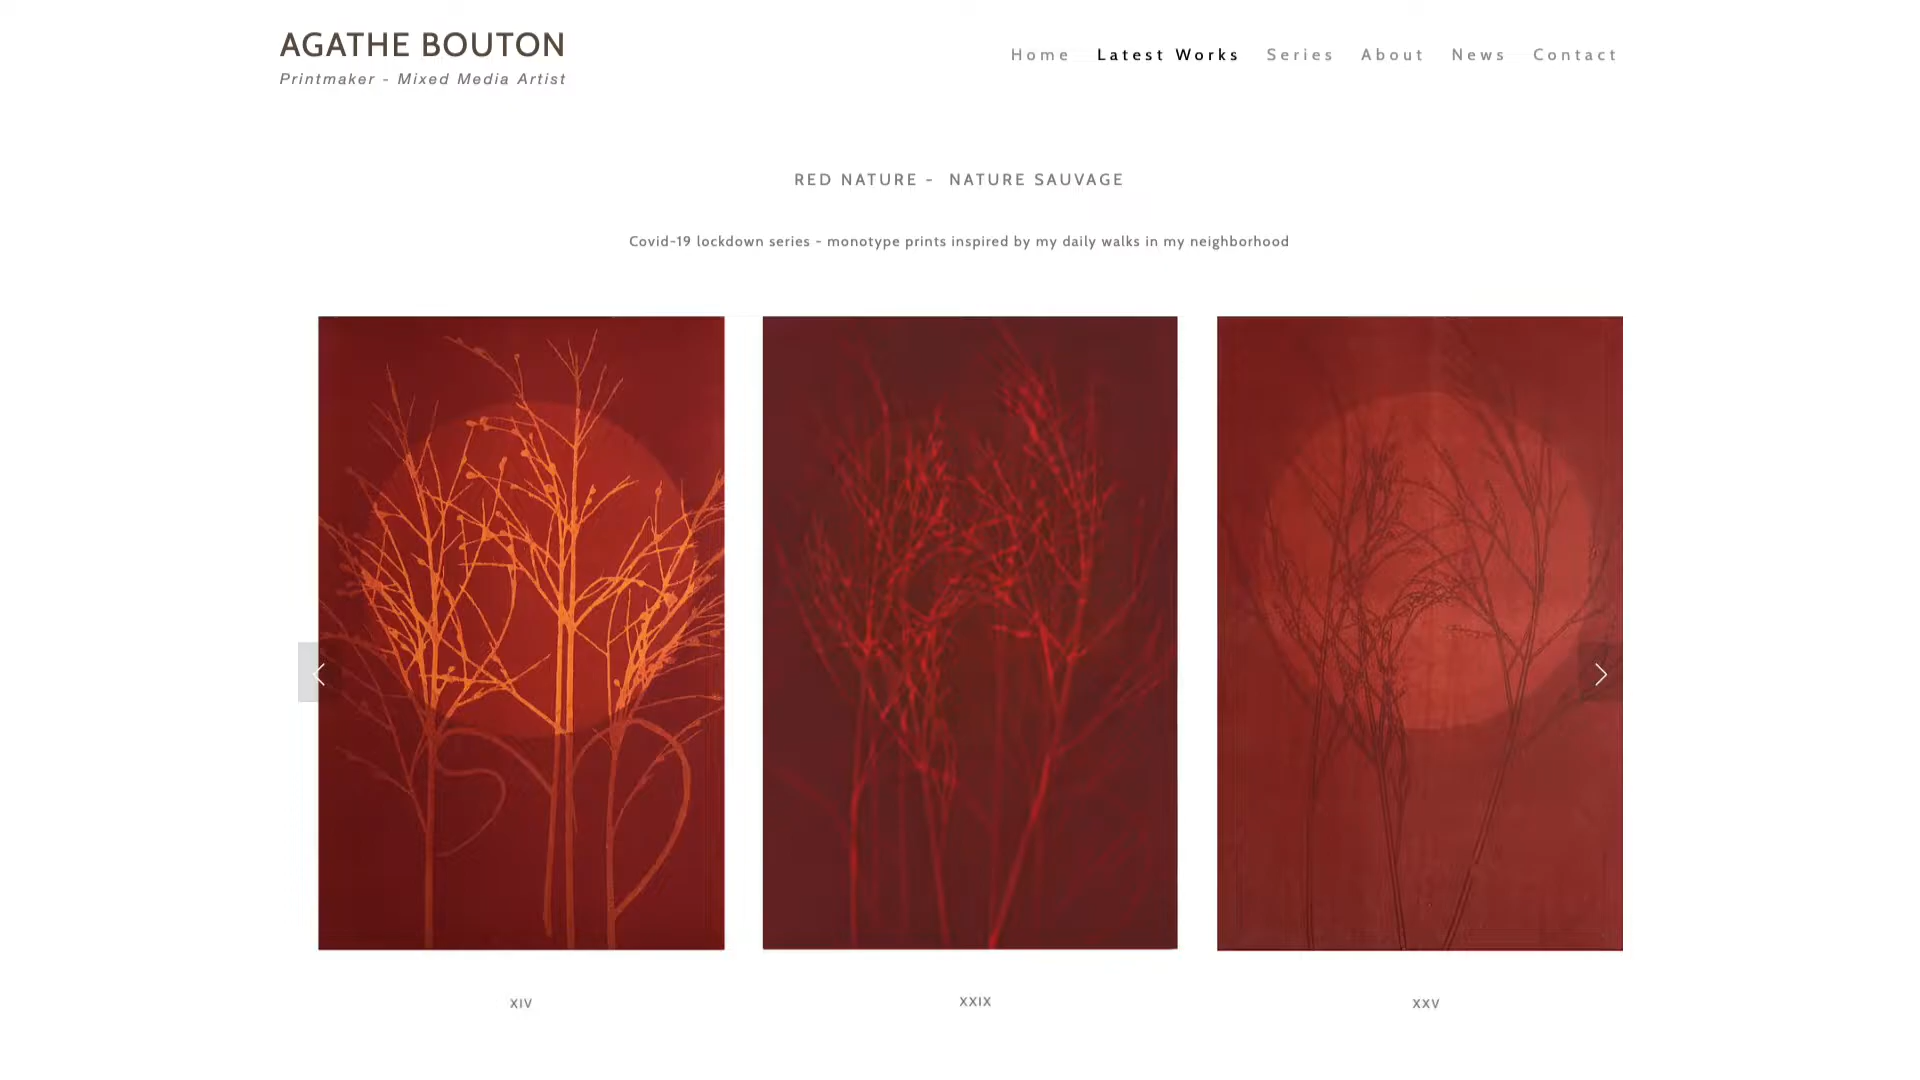 AGATHE BOUTON
Printmaker - Mixed Media Artist
Home Latest Works Series About News Contact
RED NATURE - NATURE SAUVAGE
Covid-19 lockdown series - monotype prints inspired by my daily walks in my neighborhood
XIV
XXIX
XXV